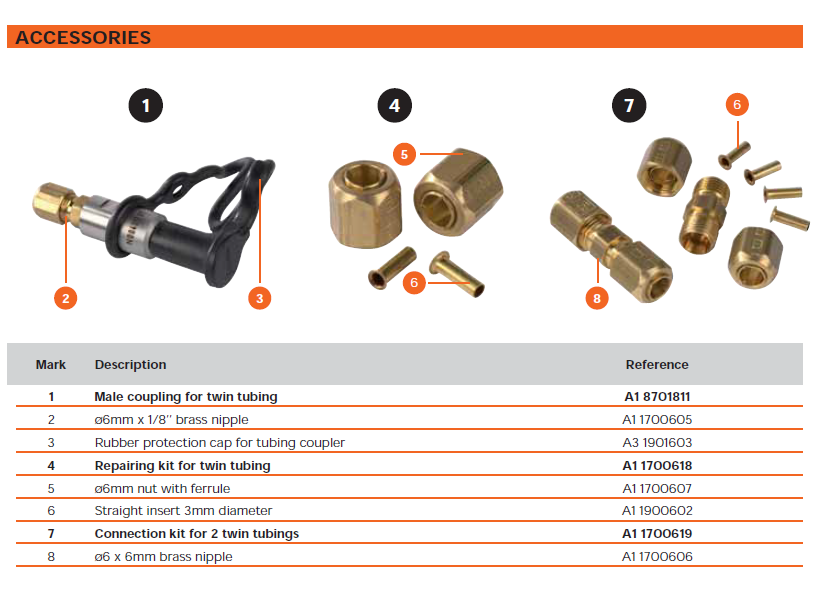 ACCESSORIES
1 4 7 6
5
6
2 3 8
Mark Description Reference
1 Male coupling for twin tubing A1 8701811
2 ø6mm x 1/8’’ brass nipple A1 1700605
3 Rubber protection cap for tubing coupler A3 1901603
4 Repairing kit for twin tubing A1 1700618
5 ø6mm nut with ferrule A1 1700607
6 Straight insert 3mm diameter A1 1900602
7 Connection kit for 2 twin tubings A1 1700619
8 ø6 x 6mm brass nipple A1 1700606